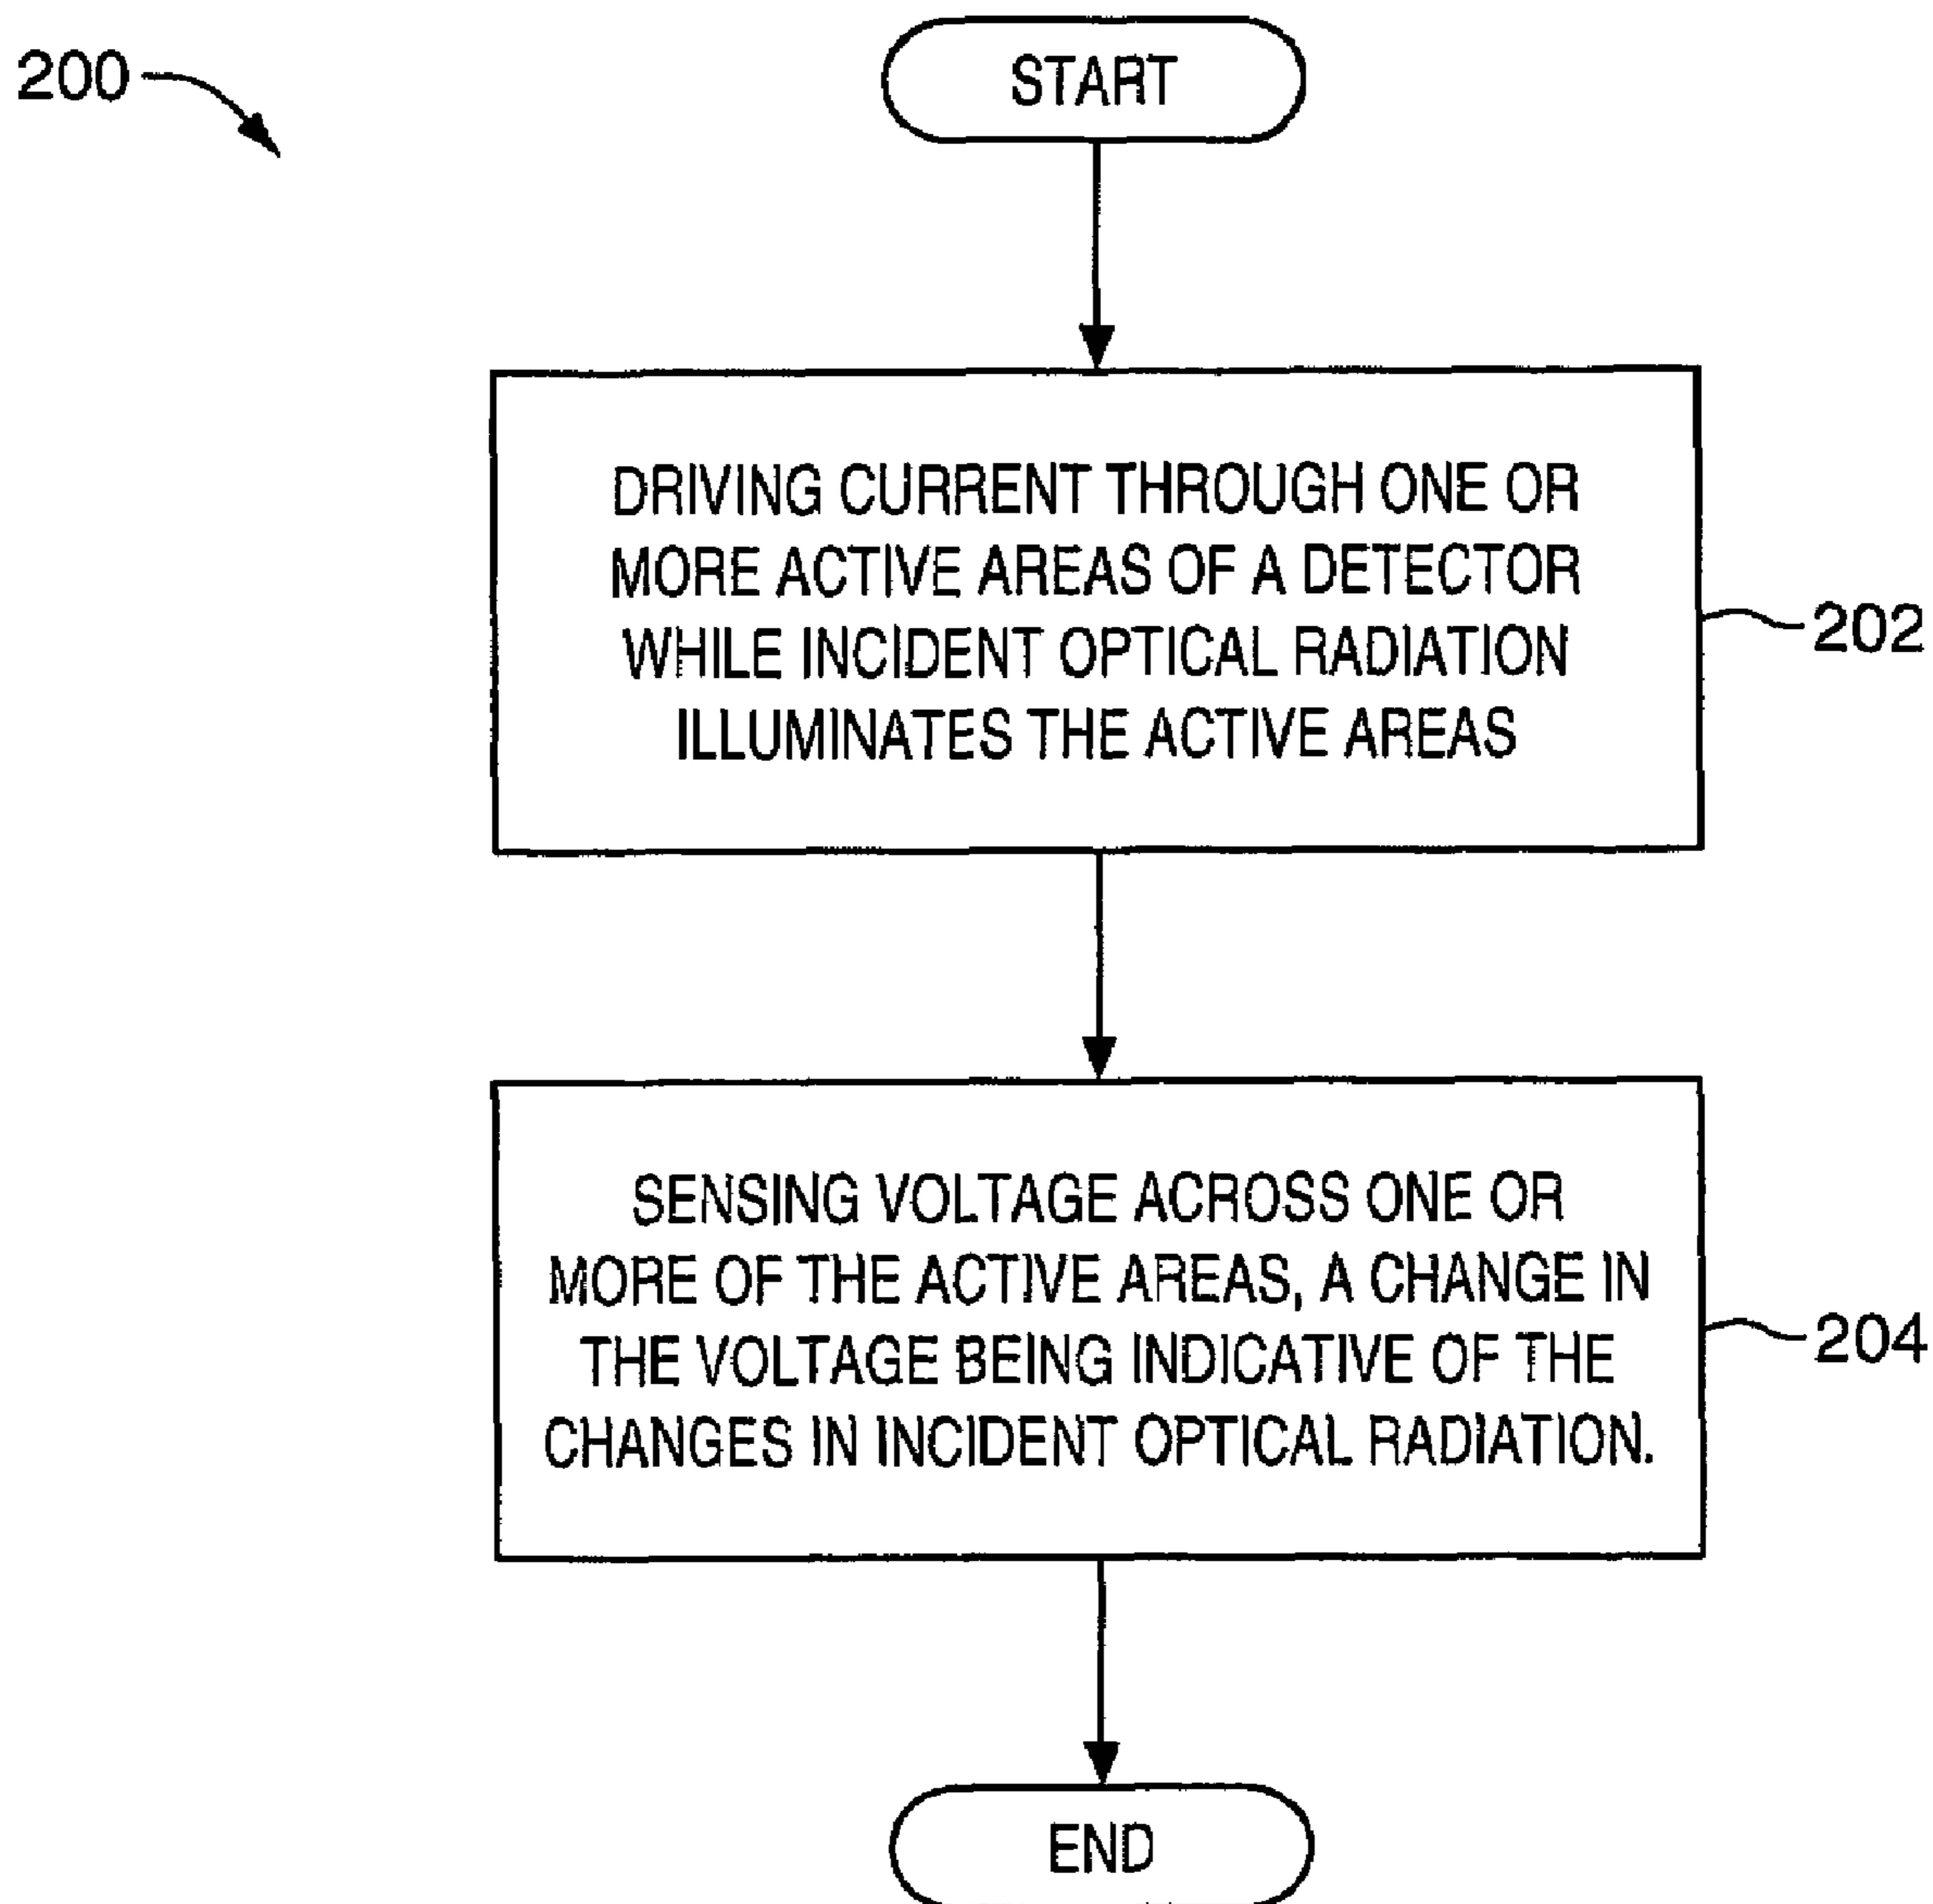 200
START
DRIVING CURRENT THROUGH ONE OR
MORE ACTIVE AREAS OF A DETECTOR
WHILE INCIDENT OPTICAL RADIATION
ILLUMINATES THE ACTIVE AREAS
202
SENSING VOLTAGE ACROSS ONE OR
MORE OF THE ACTIVE AREAS, A CHANGE IN
THE VOLTAGE BEING INDICATIVE OF THE
CHANGES IN INCIDENT OPTICAL RADIATION.
204
END